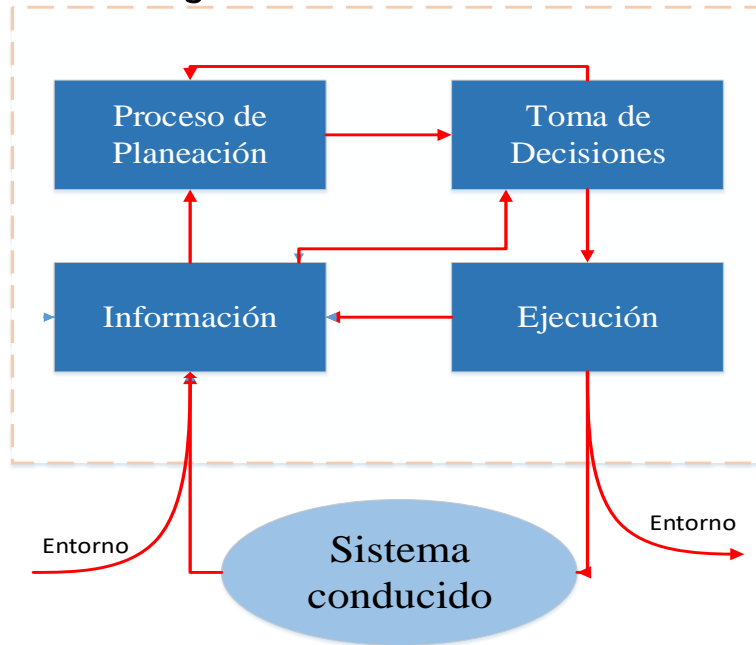 Proceso de
Planeación
Toma de
Decisiones
Información
Ejecución
Entorno
Entorno
Sistema
conducido